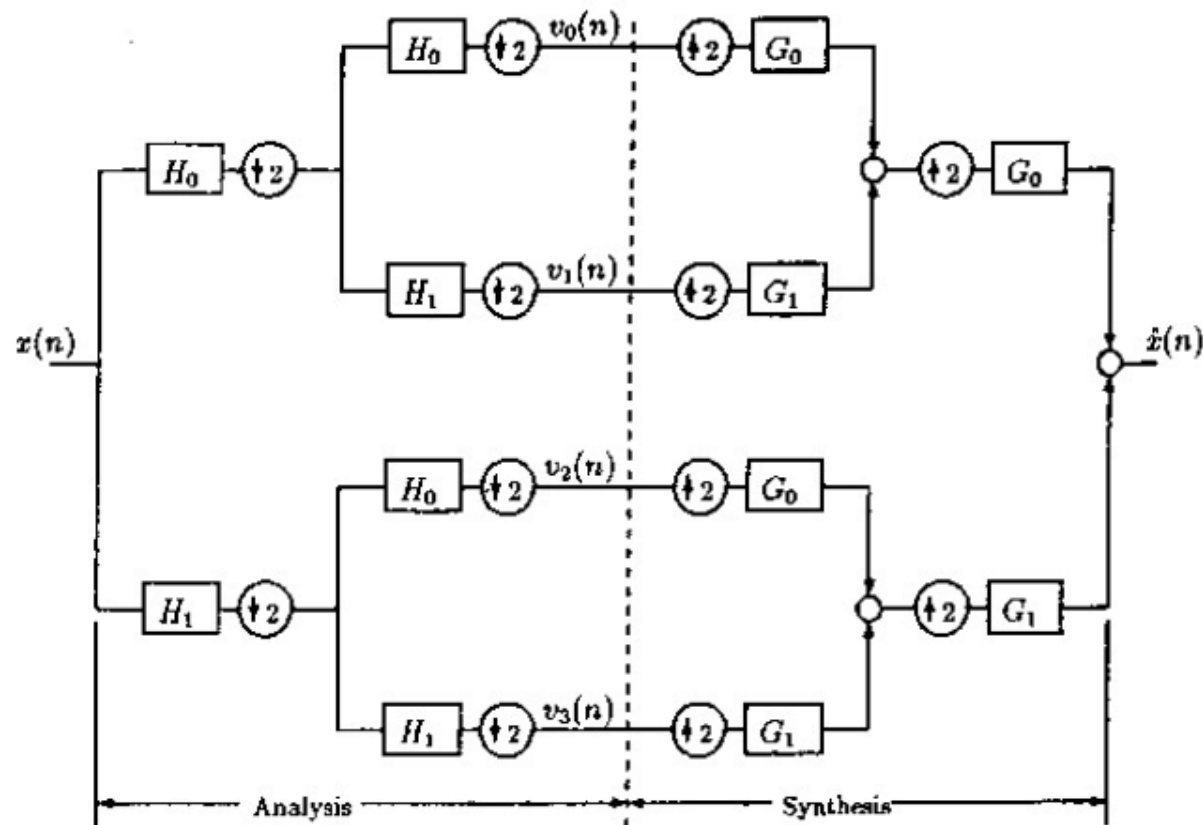 H₀ ↓2 v₀(n) ↑2 G₀
H₀ ↓2 ↑2 G₀
H₁ ↓2 v₁(n) ↑2 G₁
x(n) x̂(n)
H₀ ↓2 v₂(n) ↑2 G₀
H₁ ↓2 ↑2 G₁
H₁ ↓2 v₃(n) ↑2 G₁
Analysis Synthesis